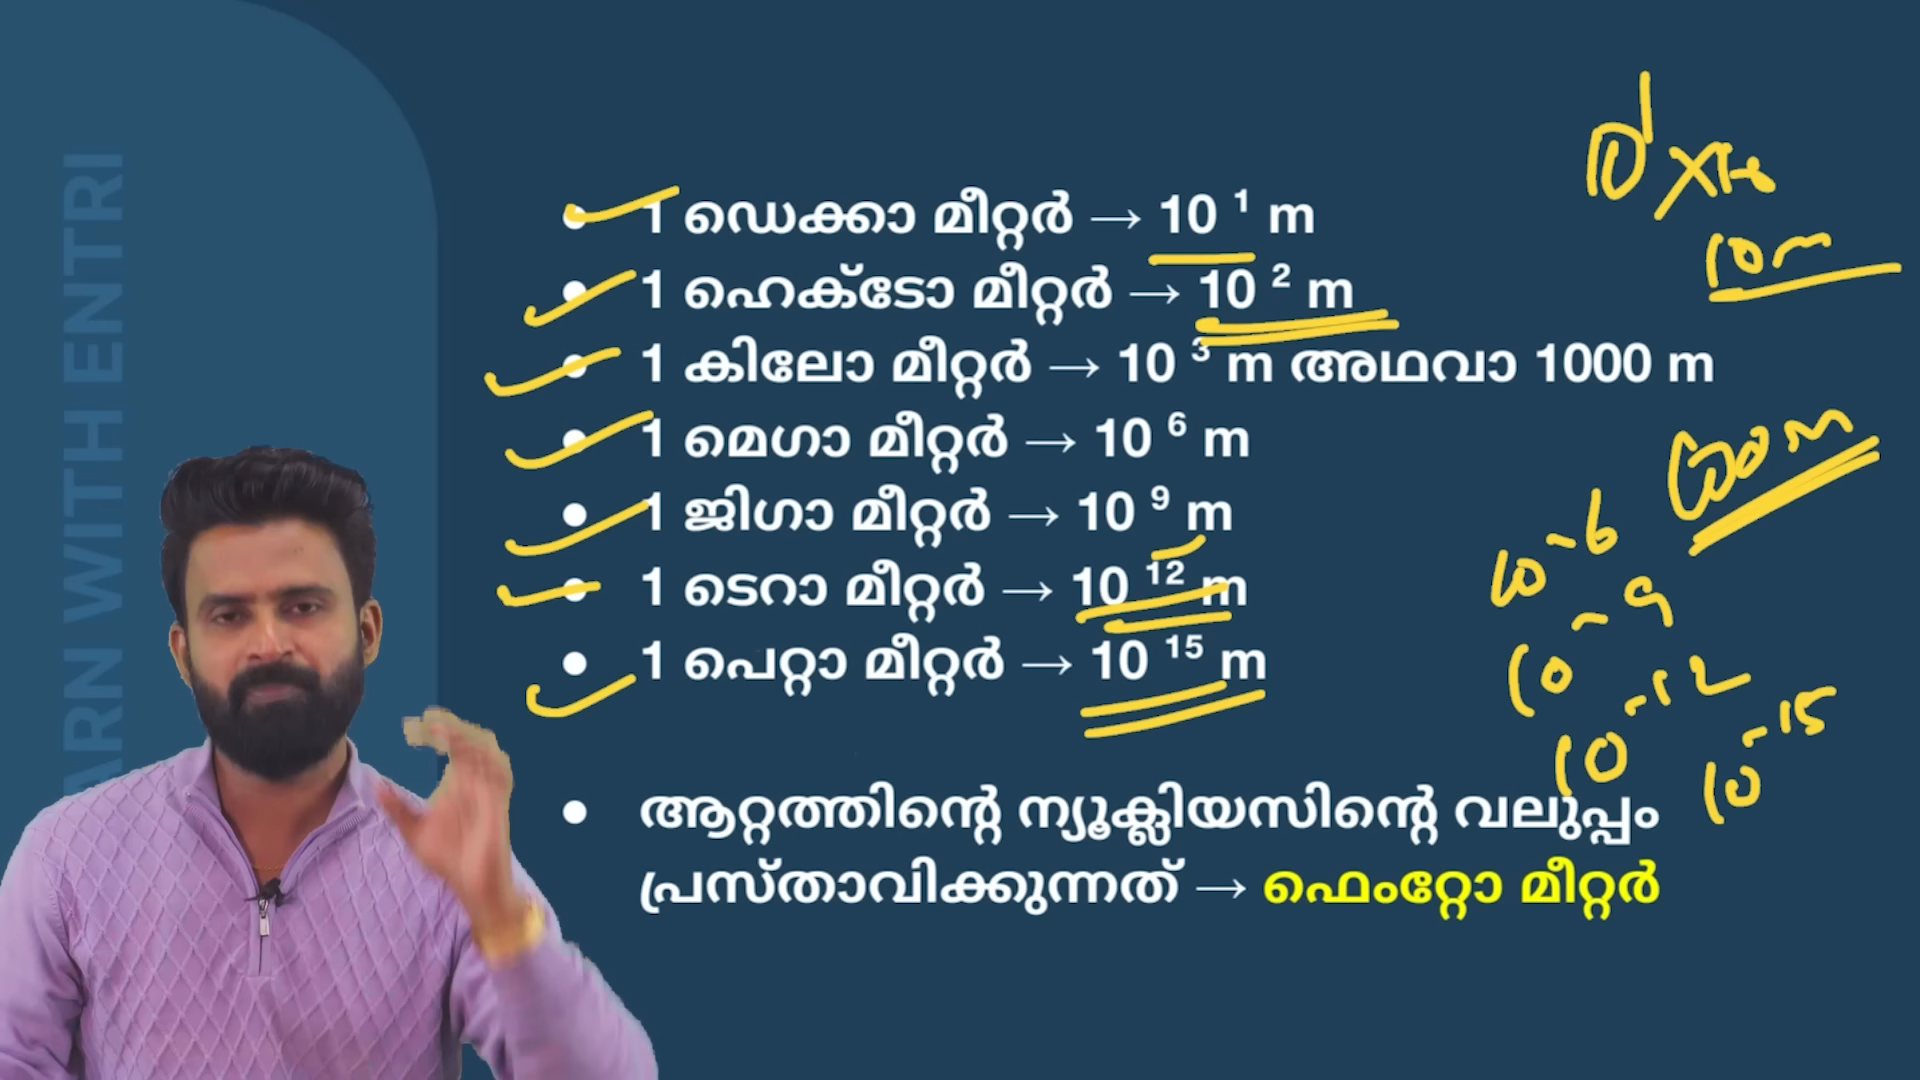 LEARN WITH ENTRI
1 ഡെക്കാ മീറ്റർ → 10 ¹ m
1 ഹെക്ടോ മീറ്റർ → 10 ² m
1 കിലോ മീറ്റർ → 10 ³ m അഥവാ 1000 m
1 മെഗാ മീറ്റർ → 10 ⁶ m
1 ജിഗാ മീറ്റർ → 10 ⁹ m
1 ടെറാ മീറ്റർ → 10 ¹² m
1 പെറ്റാ മീറ്റർ → 10 ¹⁵ m
ആറ്റത്തിന്റെ ന്യൂക്ലിയസിന്റെ വലുപ്പം
പ്രസ്താവിക്കുന്നത് → ഫെംറ്റോ മീറ്റർ
10m
10⁻⁶
10⁻⁹
10⁻¹²
10⁻¹⁵